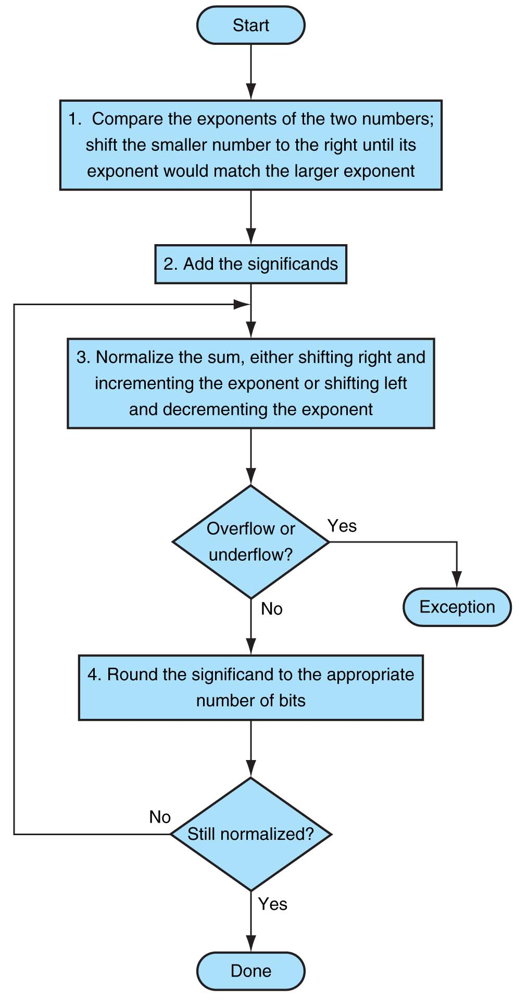 Start
1. Compare the exponents of the two numbers;
shift the smaller number to the right until its
exponent would match the larger exponent
2. Add the significands
3. Normalize the sum, either shifting right and
incrementing the exponent or shifting left
and decrementing the exponent
Overflow or
underflow?
Yes
No
Exception
4. Round the significand to the appropriate
number of bits
No
Still normalized?
Yes
Done